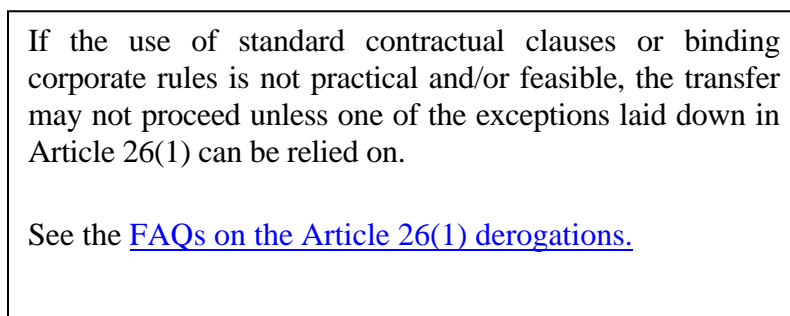 If the use of standard contractual clauses or binding
corporate rules is not practical and/or feasible, the transfer
may not proceed unless one of the exceptions laid down in
Article 26(1) can be relied on.
See the FAQs on the Article 26(1) derogations.